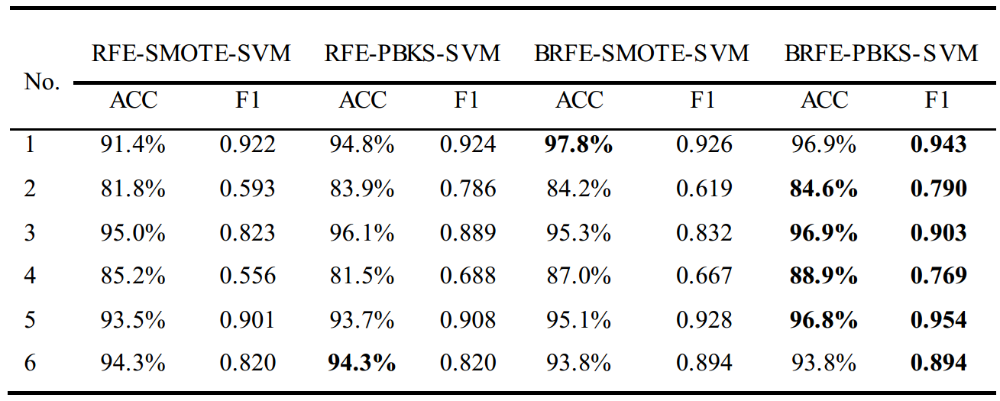 No. RFE-SMOTE-SVM RFE-PBKS-SVM BRFE-SMOTE-SVM BRFE-PBKS-SVM
ACC F1 ACC F1 ACC F1 ACC F1
1 91.4% 0.922 94.8% 0.924 97.8% 0.926 96.9% 0.943
2 81.8% 0.593 83.9% 0.786 84.2% 0.619 84.6% 0.790
3 95.0% 0.823 96.1% 0.889 95.3% 0.832 96.9% 0.903
4 85.2% 0.556 81.5% 0.688 87.0% 0.667 88.9% 0.769
5 93.5% 0.901 93.7% 0.908 95.1% 0.928 96.8% 0.954
6 94.3% 0.820 94.3% 0.820 93.8% 0.894 93.8% 0.894